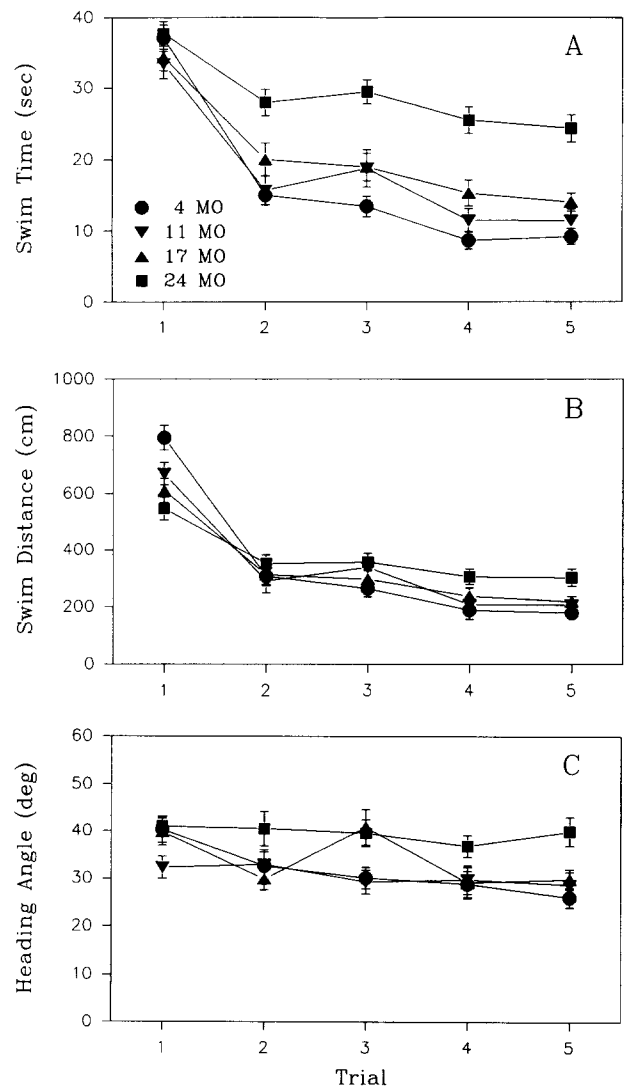 A
Swim Time (sec)
40
30
20
10
0
4 MO
11 MO
17 MO
24 MO
1 2 3 4 5
B
Swim Distance (cm)
1000
800
600
400
200
0
1 2 3 4 5
C
Heading Angle (deg)
60
50
40
30
20
10
0
1 2 3 4 5
Trial